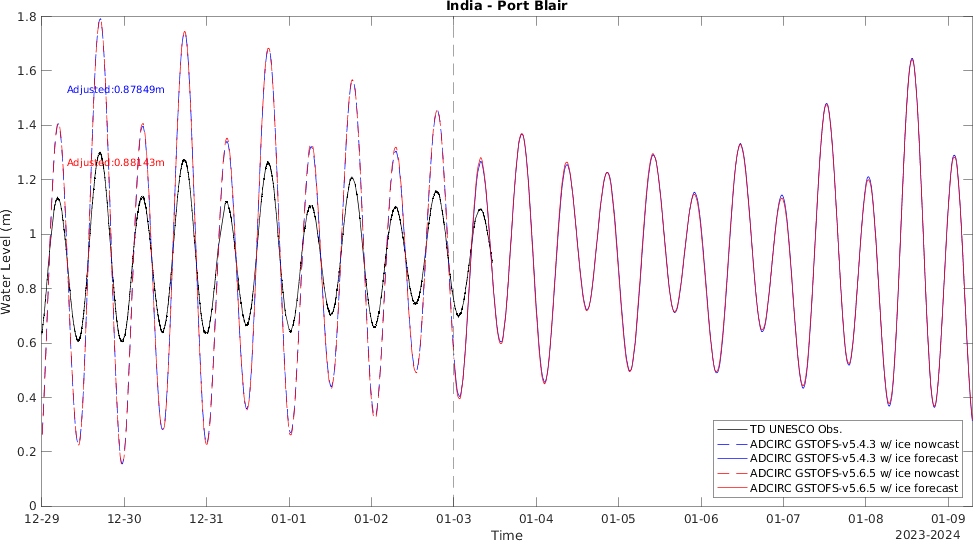 India - Port Blair
1.8
1.6
1.4
1.2
1
0.8
0.6
0.4
0.2
0
Water Level (m)
Adjusted:0.87849m
Adjusted:0.88143m
TD UNESCO Obs.
ADCIRC GSTOFS-v5.4.3 w/ ice nowcast
ADCIRC GSTOFS-v5.4.3 w/ ice forecast
ADCIRC GSTOFS-v5.6.5 w/ ice nowcast
ADCIRC GSTOFS-v5.6.5 w/ ice forecast
12-29 12-30 12-31 01-01 01-02 01-03 01-04 01-05 01-06 01-07 01-08 01-09
Time
2023-2024